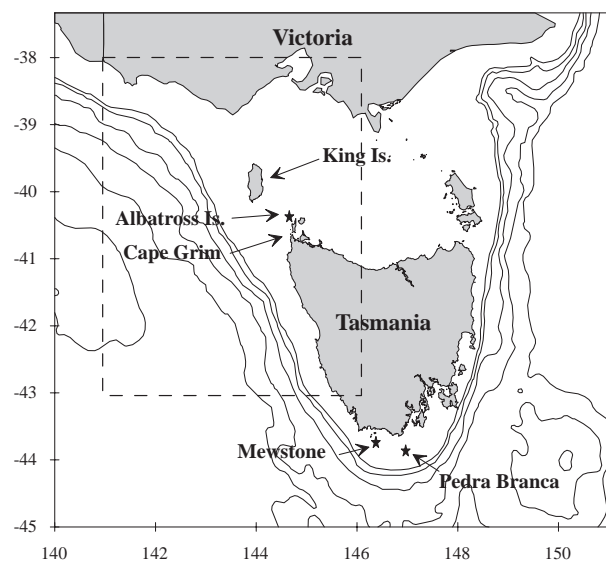 -38
Victoria
-39
King Is.
-40
Albatross Is.
Cape Grim
-41
Tasmania
-42
-43
Mewstone
-44
Pedra Branca
-45
140 142 144 146 148 150